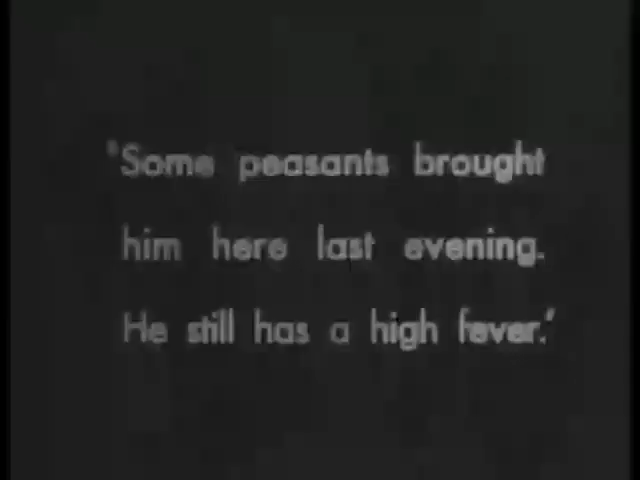 'Some peasants brought
him here last evening.
He still has a high fever.'